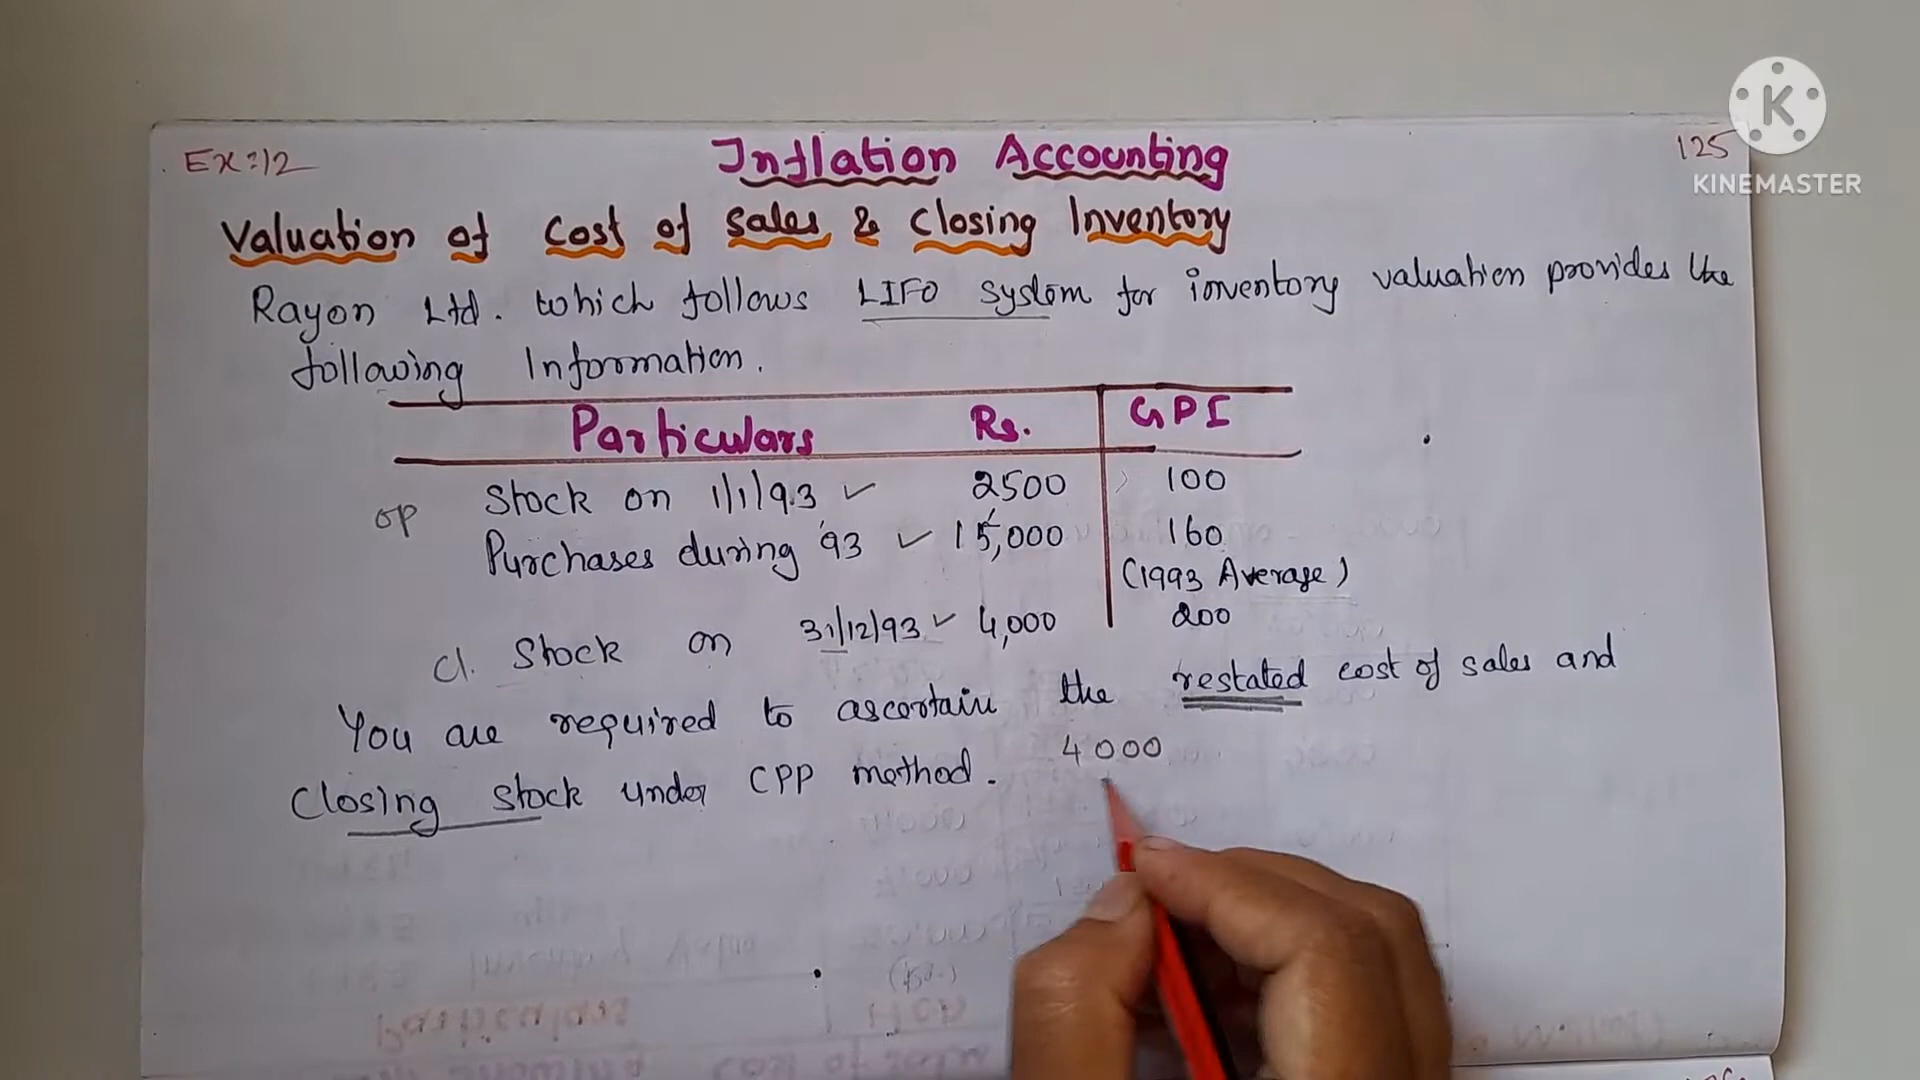 Ex:12
Inflation Accounting
125
K
KINEMASTER
Valuation of Cost of Sales & Closing Inventory
Rayon Ltd. which follows LIFO system for inventory valuation provides the
following Information.
Particulars Rs. GPI
op Stock on 1/1/93 ✓ 2500 100
Purchases during '93 ✓ 15,000 160
(1993 Average)
cl. Stock on 31/12/93 ✓ 4,000 200
You are required to ascertain the restated cost of sales and
Closing stock under CPP method. 4000